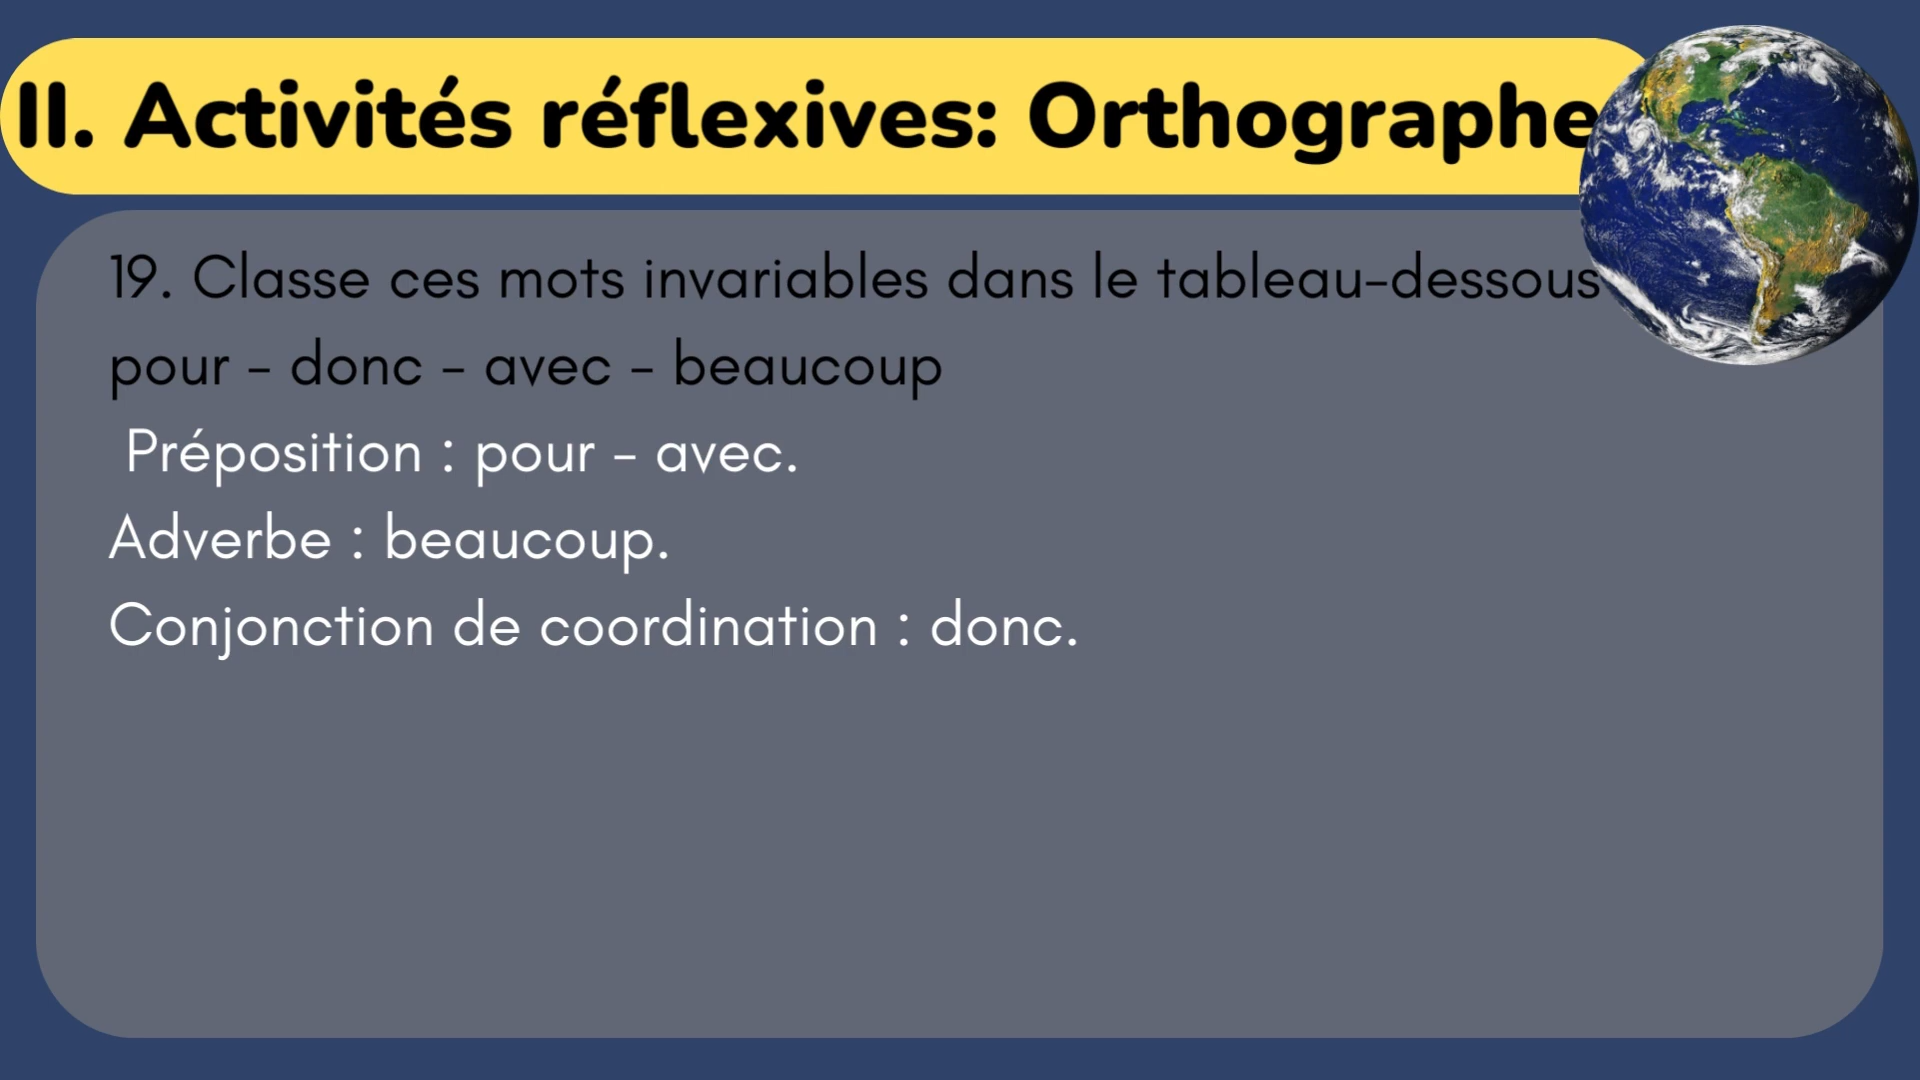 II. Activités réflexives: Orthographe
19. Classe ces mots invariables dans le tableau-dessous
pour - donc - avec - beaucoup
Préposition : pour - avec.
Adverbe : beaucoup.
Conjonction de coordination : donc.